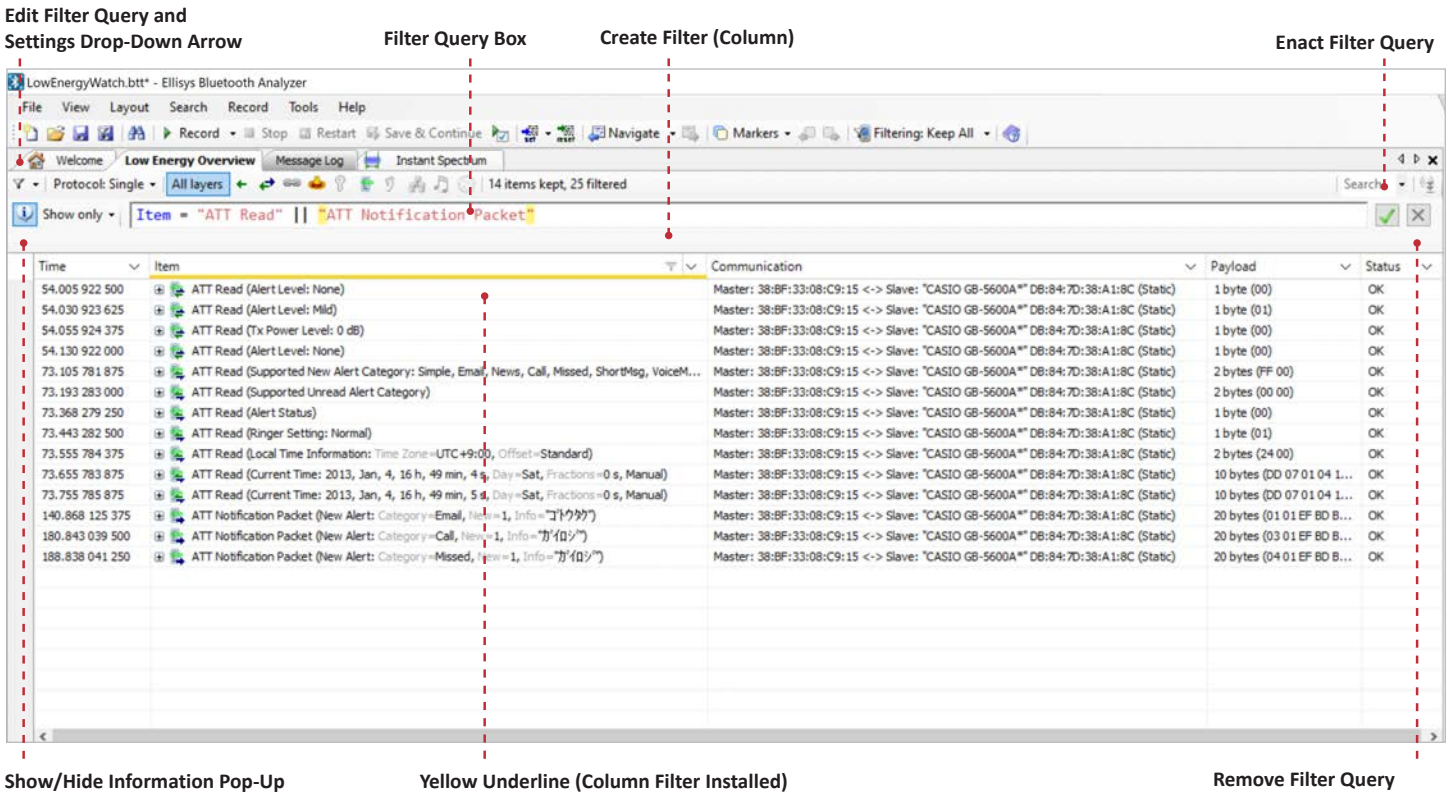 Edit Filter Query and
Settings Drop-Down Arrow
Filter Query Box
Create Filter (Column)
Enact Filter Query
LowEnergyWatch.btt* - Ellisys Bluetooth Analyzer
File View Layout Search Record Tools Help
Record Stop Restart Save & Continue Navigate Markers Filtering: Keep All
Welcome Low Energy Overview Message Log Instant Spectrum
Protocol: Single All layers 14 items kept, 25 filtered Search
Show only Item = "ATT Read" || "ATT Notification Packet"
Time Item Communication Payload Status
54.005 922 500 ATT Read (Alert Level: None) Master: 38:BF:33:08:C9:15 <-> Slave: "CASIO GB-5600A*" DB:84:7D:38:A1:8C (Static) 1 byte (00) OK
54.030 923 625 ATT Read (Alert Level: Mild) Master: 38:BF:33:08:C9:15 <-> Slave: "CASIO GB-5600A*" DB:84:7D:38:A1:8C (Static) 1 byte (01) OK
54.055 924 375 ATT Read (Tx Power Level: 0 dB) Master: 38:BF:33:08:C9:15 <-> Slave: "CASIO GB-5600A*" DB:84:7D:38:A1:8C (Static) 1 byte (00) OK
54.130 922 000 ATT Read (Alert Level: None) Master: 38:BF:33:08:C9:15 <-> Slave: "CASIO GB-5600A*" DB:84:7D:38:A1:8C (Static) 1 byte (00) OK
73.105 781 875 ATT Read (Supported New Alert Category: Simple, Email, News, Call, Missed, ShortMsg, VoiceM... Master: 38:BF:33:08:C9:15 <-> Slave: "CASIO GB-5600A*" DB:84:7D:38:A1:8C (Static) 2 bytes (FF 00) OK
73.193 283 000 ATT Read (Supported Unread Alert Category) Master: 38:BF:33:08:C9:15 <-> Slave: "CASIO GB-5600A*" DB:84:7D:38:A1:8C (Static) 2 bytes (00 00) OK
73.368 279 250 ATT Read (Alert Status) Master: 38:BF:33:08:C9:15 <-> Slave: "CASIO GB-5600A*" DB:84:7D:38:A1:8C (Static) 1 byte (00) OK
73.443 282 500 ATT Read (Ringer Setting: Normal) Master: 38:BF:33:08:C9:15 <-> Slave: "CASIO GB-5600A*" DB:84:7D:38:A1:8C (Static) 1 byte (01) OK
73.555 784 375 ATT Read (Local Time Information: Time Zone=UTC+9:00, Offset=Standard) Master: 38:BF:33:08:C9:15 <-> Slave: "CASIO GB-5600A*" DB:84:7D:38:A1:8C (Static) 2 bytes (24 00) OK
73.655 783 875 ATT Read (Current Time: 2013, Jan, 4, 16 h, 49 min, 4 s, Day=Sat, Fractions=0 s, Manual) Master: 38:BF:33:08:C9:15 <-> Slave: "CASIO GB-5600A*" DB:84:7D:38:A1:8C (Static) 10 bytes (DD 07 01 04 1... OK
73.755 785 875 ATT Read (Current Time: 2013, Jan, 4, 16 h, 49 min, 5 s, Day=Sat, Fractions=0 s, Manual) Master: 38:BF:33:08:C9:15 <-> Slave: "CASIO GB-5600A*" DB:84:7D:38:A1:8C (Static) 10 bytes (DD 07 01 04 1... OK
140.868 125 375 ATT Notification Packet (New Alert: Category=Email, New=1, Info="ゴトウタケ") Master: 38:BF:33:08:C9:15 <-> Slave: "CASIO GB-5600A*" DB:84:7D:38:A1:8C (Static) 20 bytes (01 01 EF BD B... OK
180.843 039 500 ATT Notification Packet (New Alert: Category=Call, New=1, Info="ガイロシ") Master: 38:BF:33:08:C9:15 <-> Slave: "CASIO GB-5600A*" DB:84:7D:38:A1:8C (Static) 20 bytes (03 01 EF BD B... OK
188.838 041 250 ATT Notification Packet (New Alert: Category=Missed, New=1, Info="ガイロシ") Master: 38:BF:33:08:C9:15 <-> Slave: "CASIO GB-5600A*" DB:84:7D:38:A1:8C (Static) 20 bytes (04 01 EF BD B... OK
Show/Hide Information Pop-Up
Yellow Underline (Column Filter Installed)
Remove Filter Query